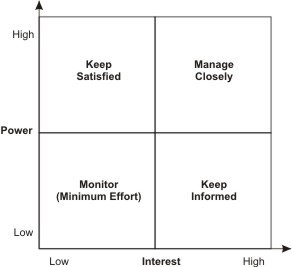 High
Keep
Satisfied
Manage
Closely
Power
Monitor
(Minimum Effort)
Keep
Informed
Low
Low
Interest
High